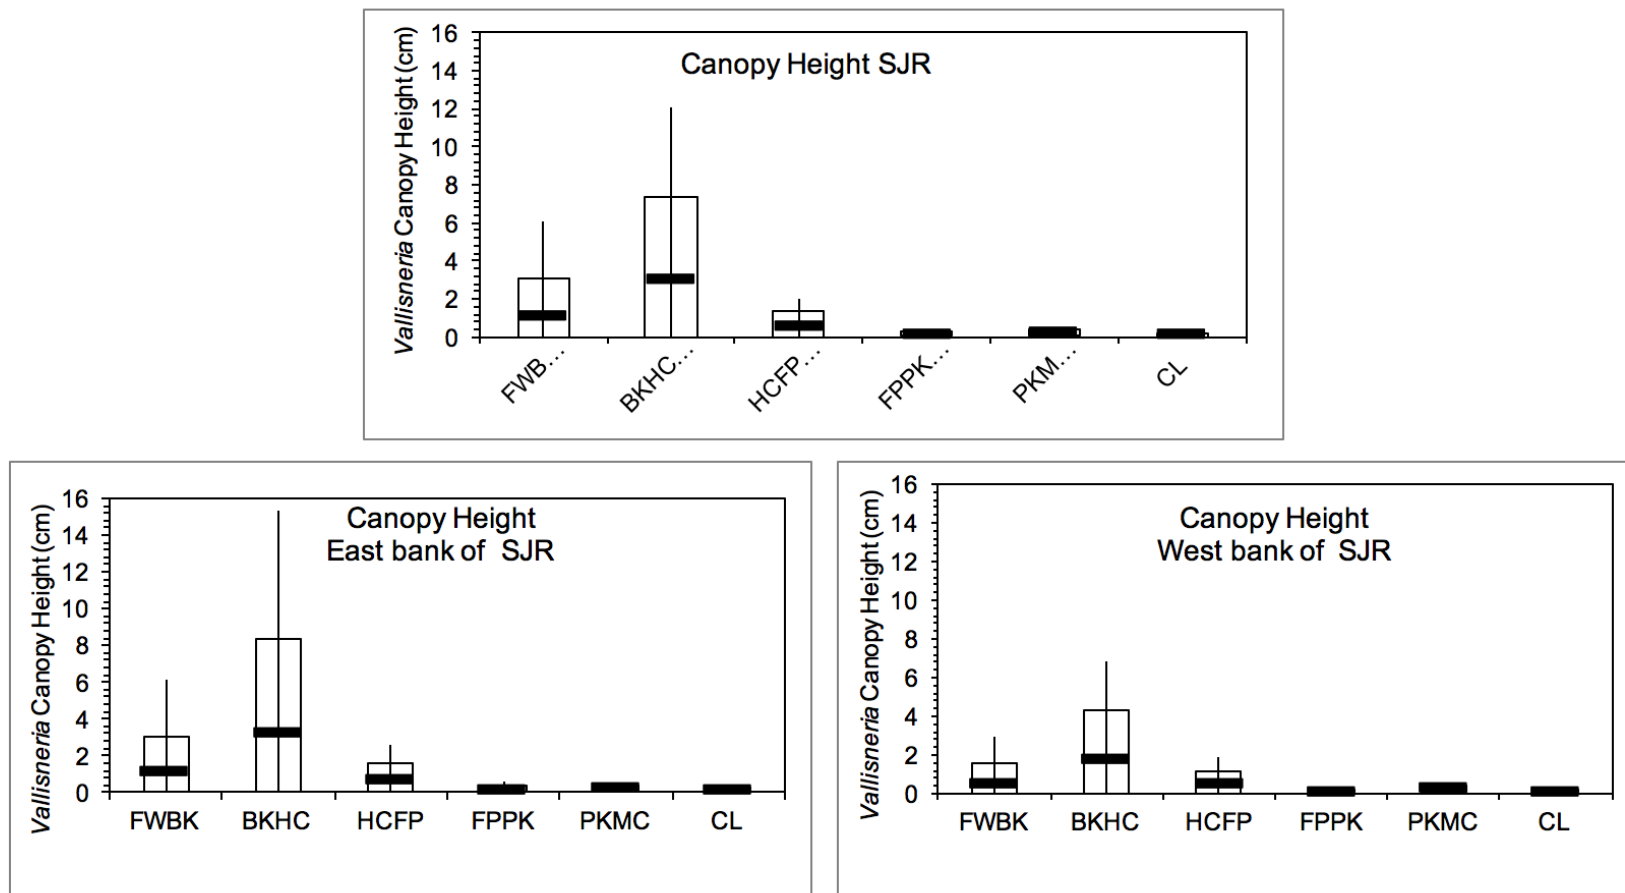 Canopy Height SJR
Vallisneria Canopy Height (cm)
16
14
12
10
8
6
4
2
0
FWB...
BKHC...
HCFP...
FPPK...
PKM...
CL
Canopy Height
East bank of SJR
Vallisneria Canopy Height (cm)
16
14
12
10
8
6
4
2
0
FWBK BKHC HCFP FPPK PKMC CL
Canopy Height
West bank of SJR
Vallisneria Canopy Height (cm)
16
14
12
10
8
6
4
2
0
FWBK BKHC HCFP FPPK PKMC CL